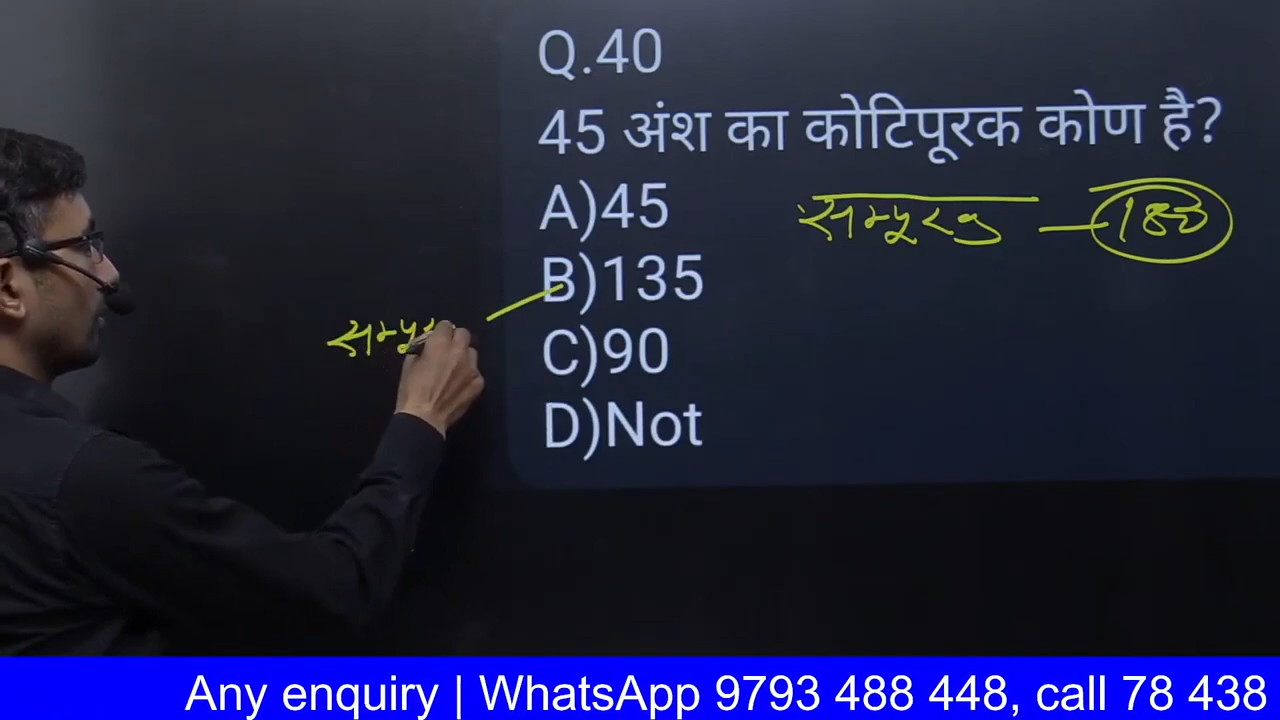 Q.40
45 अंश का कोटिपूरक कोण है?
A)45
सम्पूरक — 180
B)135
C)90
D)Not
Any enquiry | WhatsApp 9793 488 448, call 78 438